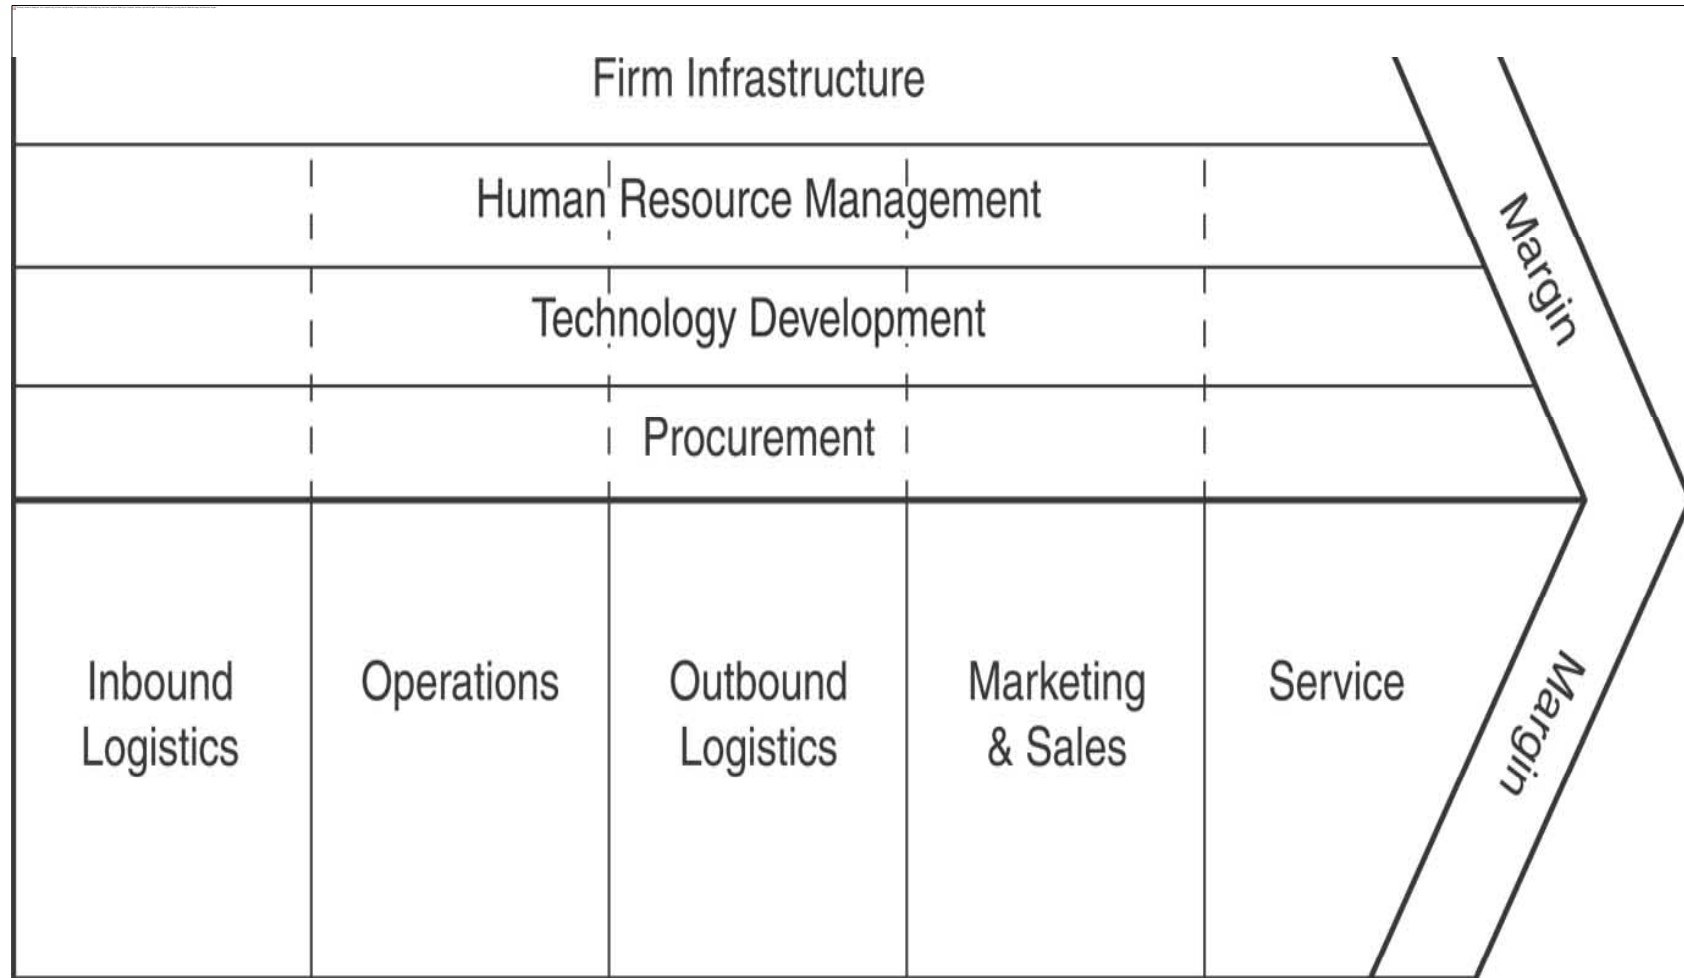 Firm Infrastructure
Human Resource Management
Technology Development
Procurement
Margin
Inbound
Logistics
Operations
Outbound
Logistics
Marketing
& Sales
Service
Margin